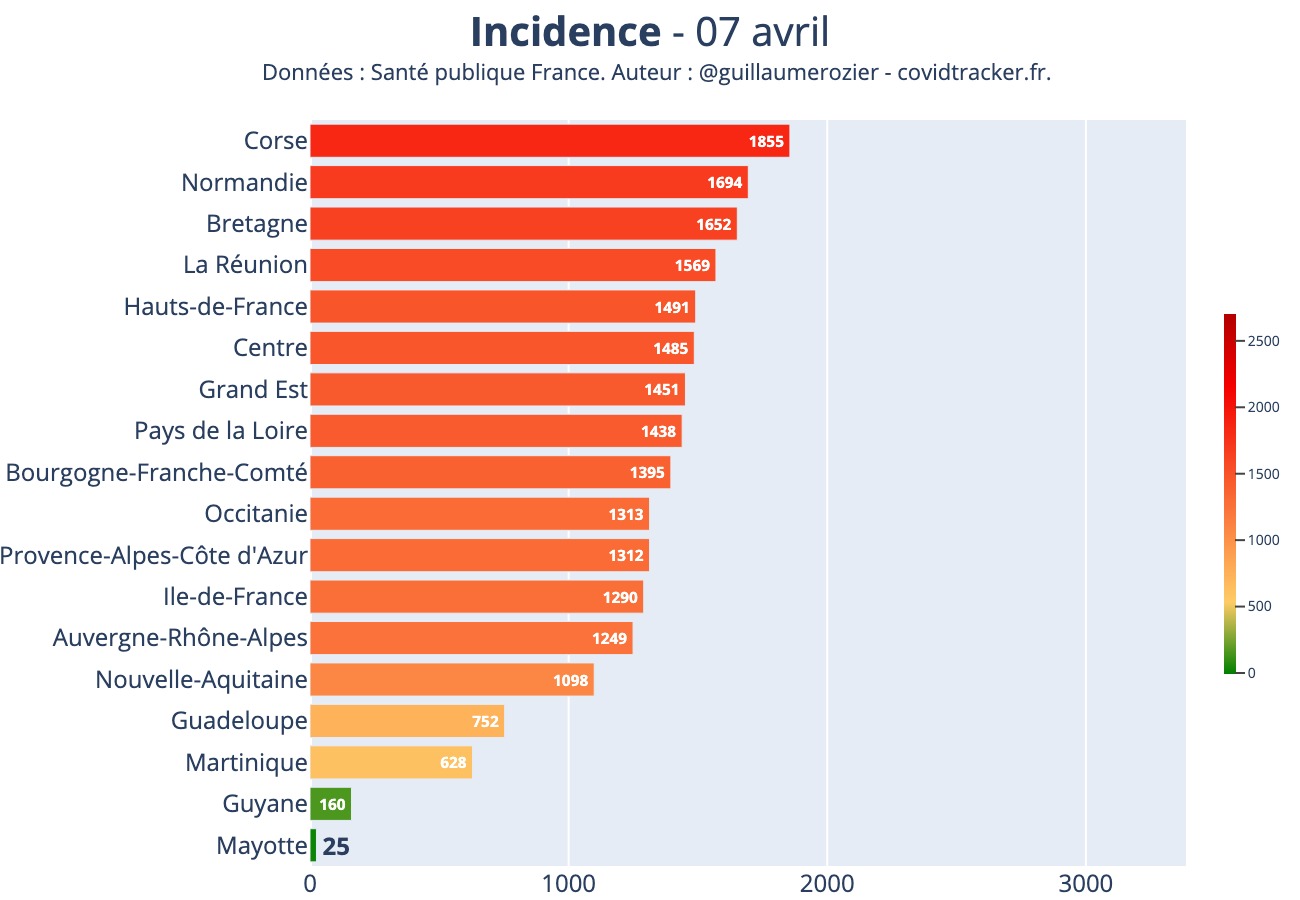 Incidence - 07 avril
Données : Santé publique France. Auteur : @guillaumerozier - covidtracker.fr.
Corse 1855
Normandie 1694
Bretagne 1652
La Réunion 1569
Hauts-de-France 1491
Centre 1485
Grand Est 1451
Pays de la Loire 1438
Bourgogne-Franche-Comté 1395
Occitanie 1313
Provence-Alpes-Côte d'Azur 1312
Ile-de-France 1290
Auvergne-Rhône-Alpes 1249
Nouvelle-Aquitaine 1098
Guadeloupe 752
Martinique 628
Guyane 160
Mayotte 25
0 1000 2000 3000
2500
2000
1500
1000
500
0